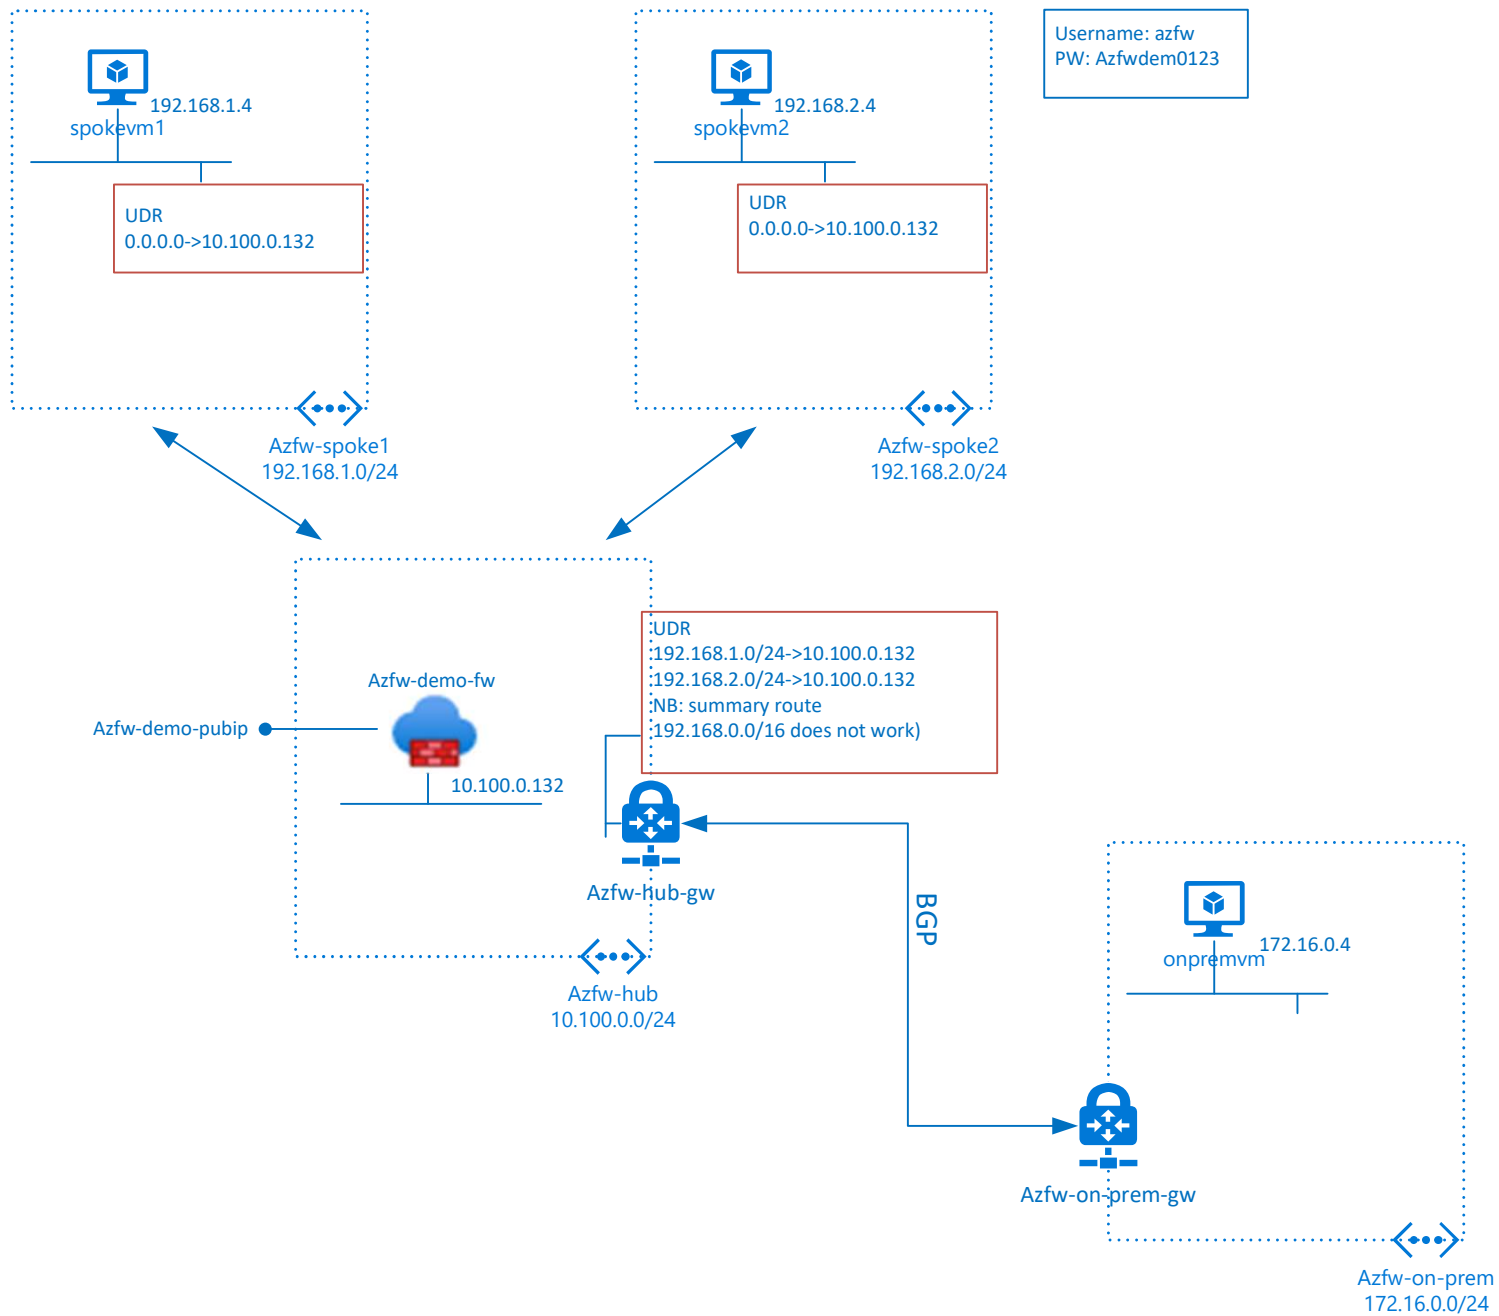 Username: azfw
PW: Azfwdem0123
192.168.1.4
spokevm1
UDR
0.0.0.0->10.100.0.132
Azfw-spoke1
192.168.1.0/24
192.168.2.4
spokevm2
UDR
0.0.0.0->10.100.0.132
Azfw-spoke2
192.168.2.0/24
UDR
192.168.1.0/24->10.100.0.132
192.168.2.0/24->10.100.0.132
NB: summary route
192.168.0.0/16 does not work)
Azfw-demo-fw
Azfw-demo-pubip
10.100.0.132
Azfw-hub-gw
Azfw-hub
10.100.0.0/24
BGP
172.16.0.4
onpremvm
Azfw-on-prem-gw
Azfw-on-prem
172.16.0.0/24